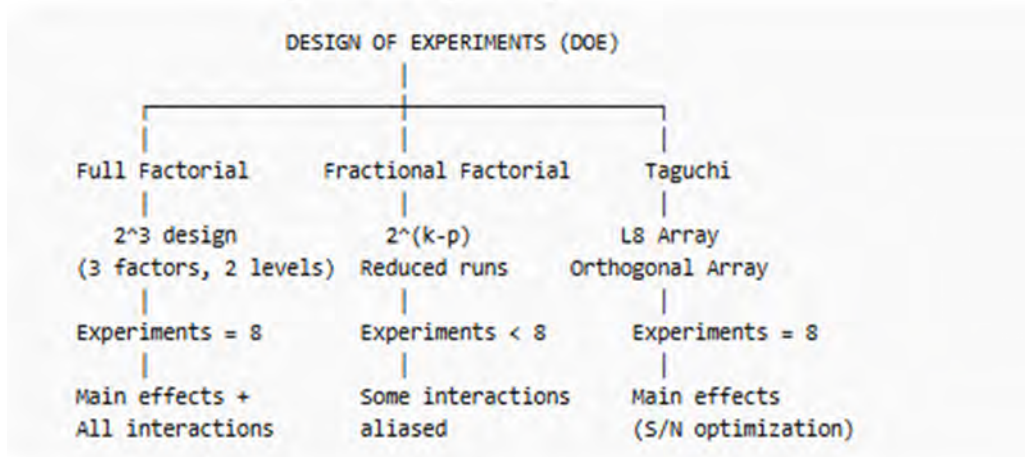 DESIGN OF EXPERIMENTS (DOE)
Full Factorial Fractional Factorial Taguchi
2^3 design 2^(k-p) L8 Array
(3 factors, 2 levels) Reduced runs Orthogonal Array
Experiments = 8 Experiments < 8 Experiments = 8
Main effects + Some interactions Main effects
All interactions aliased (S/N optimization)